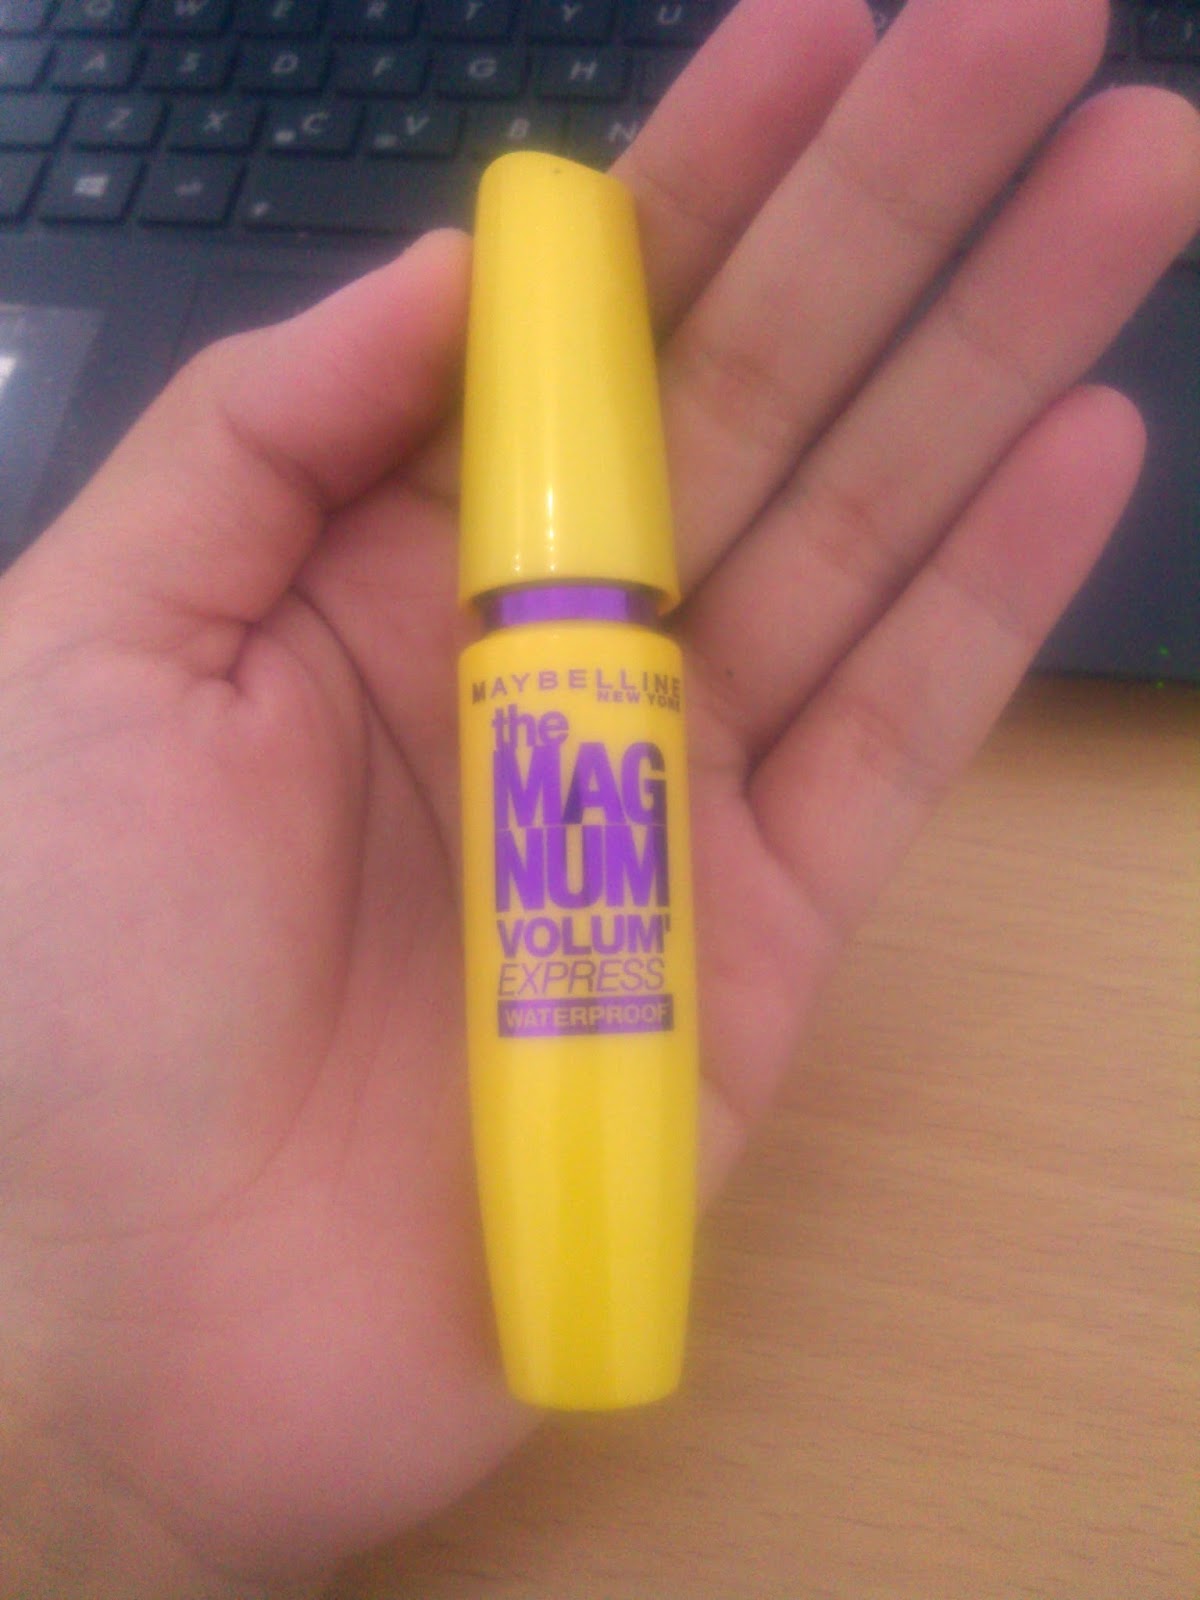 Q W E R T Y U
A S D F G H
Z X C V B N
MAYBELLINE
NEW YORK
the
MAG
NUM
VOLUM'
EXPRESS
WATERPROOF